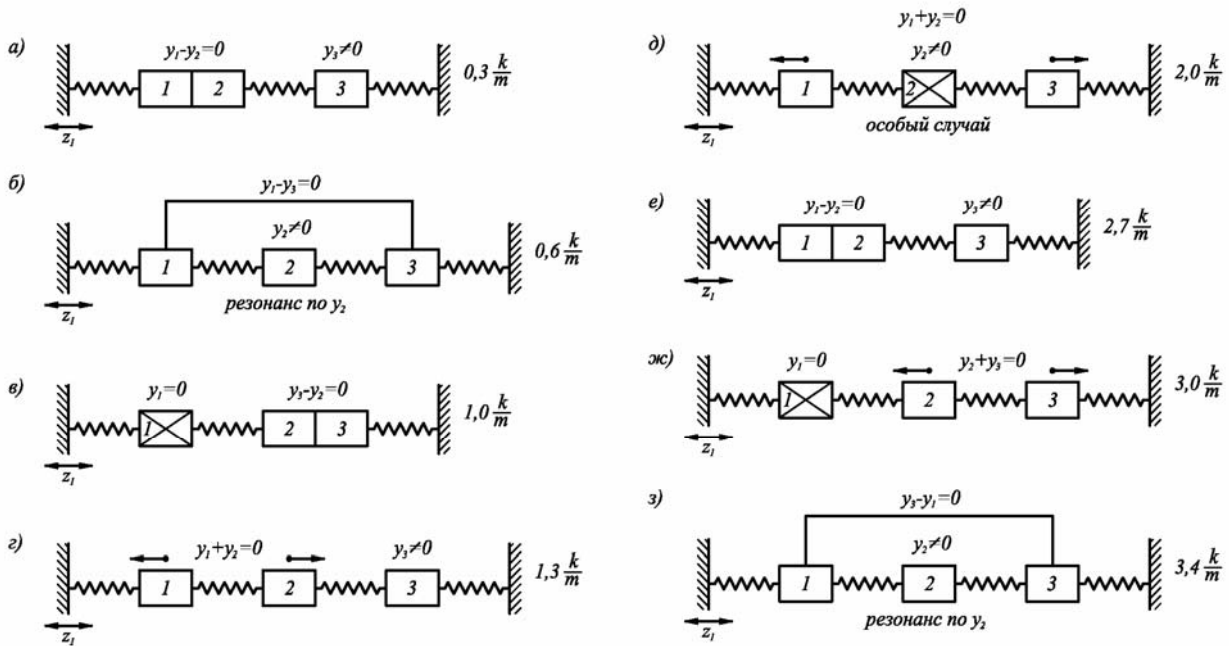 а)
y₁-y₂=0 y₃≠0
1 2 3
0,3 k/m
z₁
б)
y₁-y₃=0
y₂≠0
1 2 3
0,6 k/m
резонанс по y₂
z₁
в)
y₁=0 y₃-y₂=0
1 2 3
1,0 k/m
z₁
г)
y₁+y₂=0 y₃≠0
1 2 3
1,3 k/m
z₁
y₁+y₂=0
д)
y₂≠0
1 2 3
2,0 k/m
особый случай
z₁
е)
y₁-y₂=0 y₃≠0
1 2 3
2,7 k/m
z₁
ж)
y₁=0 y₂+y₃=0
1 2 3
3,0 k/m
z₁
з)
y₃-y₁=0
y₂≠0
1 2 3
3,4 k/m
резонанс по y₂
z₁